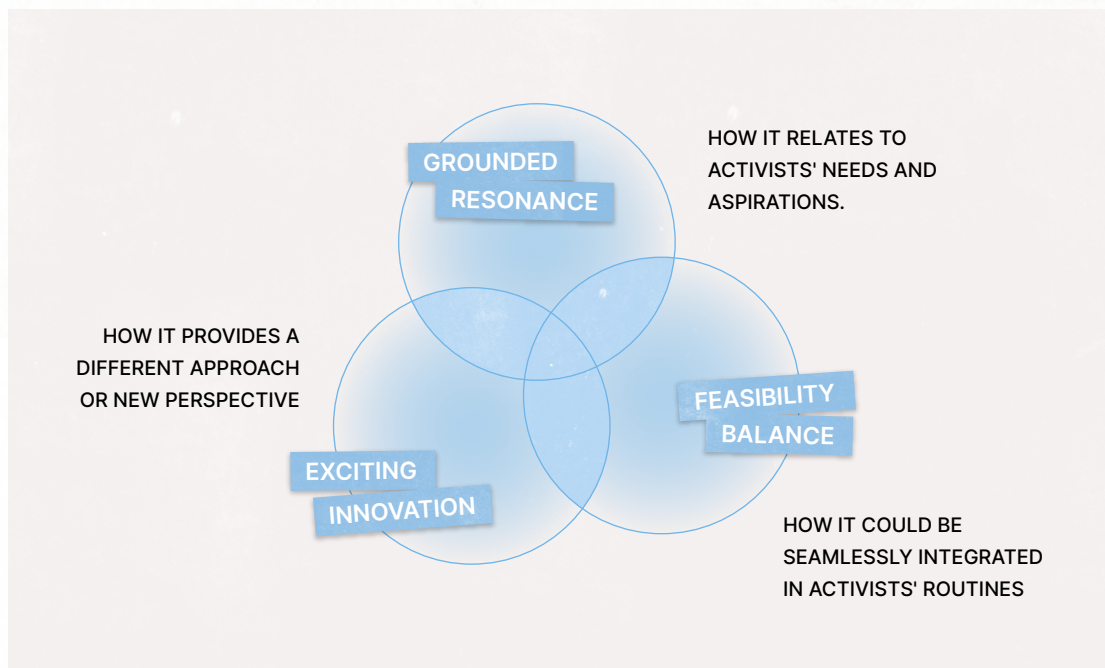 GROUNDED
RESONANCE
HOW IT RELATES TO
ACTIVISTS' NEEDS AND
ASPIRATIONS.
HOW IT PROVIDES A
DIFFERENT APPROACH
OR NEW PERSPECTIVE
EXCITING
INNOVATION
FEASIBILITY
BALANCE
HOW IT COULD BE
SEAMLESSLY INTEGRATED
IN ACTIVISTS' ROUTINES